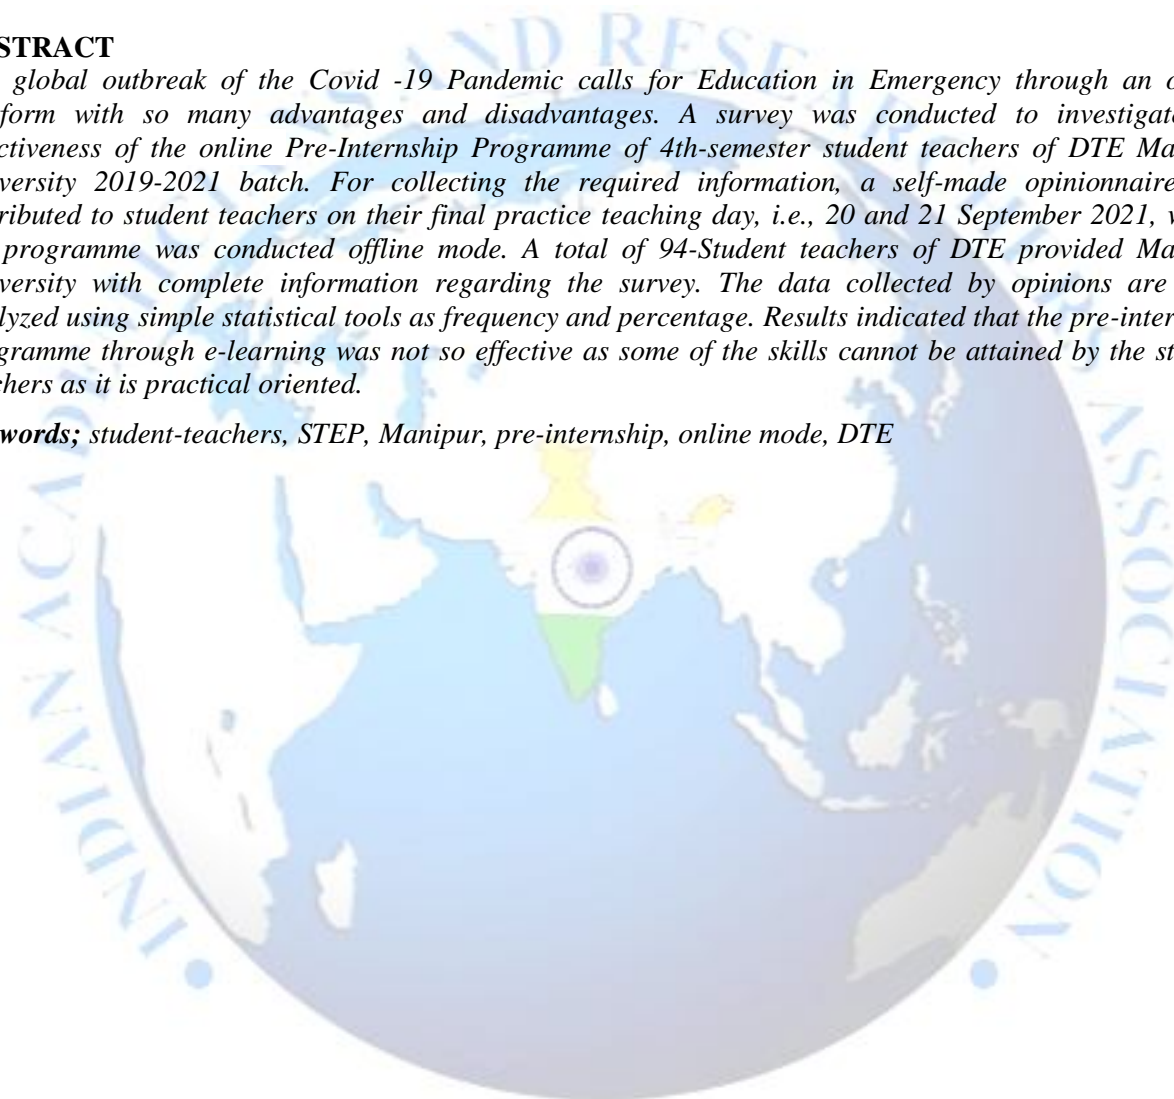 STRACT
global outbreak of the Covid -19 Pandemic calls for Education in Emergency through an o
form with so many advantages and disadvantages. A survey was conducted to investigate
ctiveness of the online Pre-Internship Programme of 4th-semester student teachers of DTE Ma
versity 2019-2021 batch. For collecting the required information, a self-made opinionnaire
ributed to student teachers on their final practice teaching day, i.e., 20 and 21 September 2021, 
programme was conducted offline mode. A total of 94-Student teachers of DTE provided Ma
versity with complete information regarding the survey. The data collected by opinions are
lyzed using simple statistical tools as frequency and percentage. Results indicated that the pre-inter
gramme through e-learning was not so effective as some of the skills cannot be attained by the st
chers as it is practical oriented.
words; student-teachers, STEP, Manipur, pre-internship, online mode, DTE
INDIAN ACADEMICIANS AND RESEARCHERS ASSOCIATION